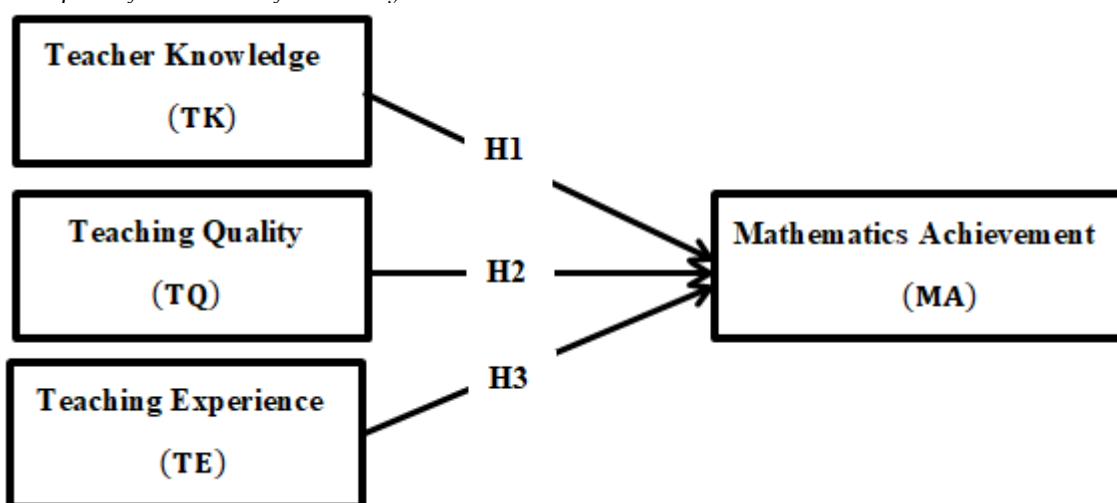 Teacher Knowledge
(TK)
H1
Teaching Quality
(TQ)
H2
Mathematics Achievement
(MA)
Teaching Experience
(TE)
H3